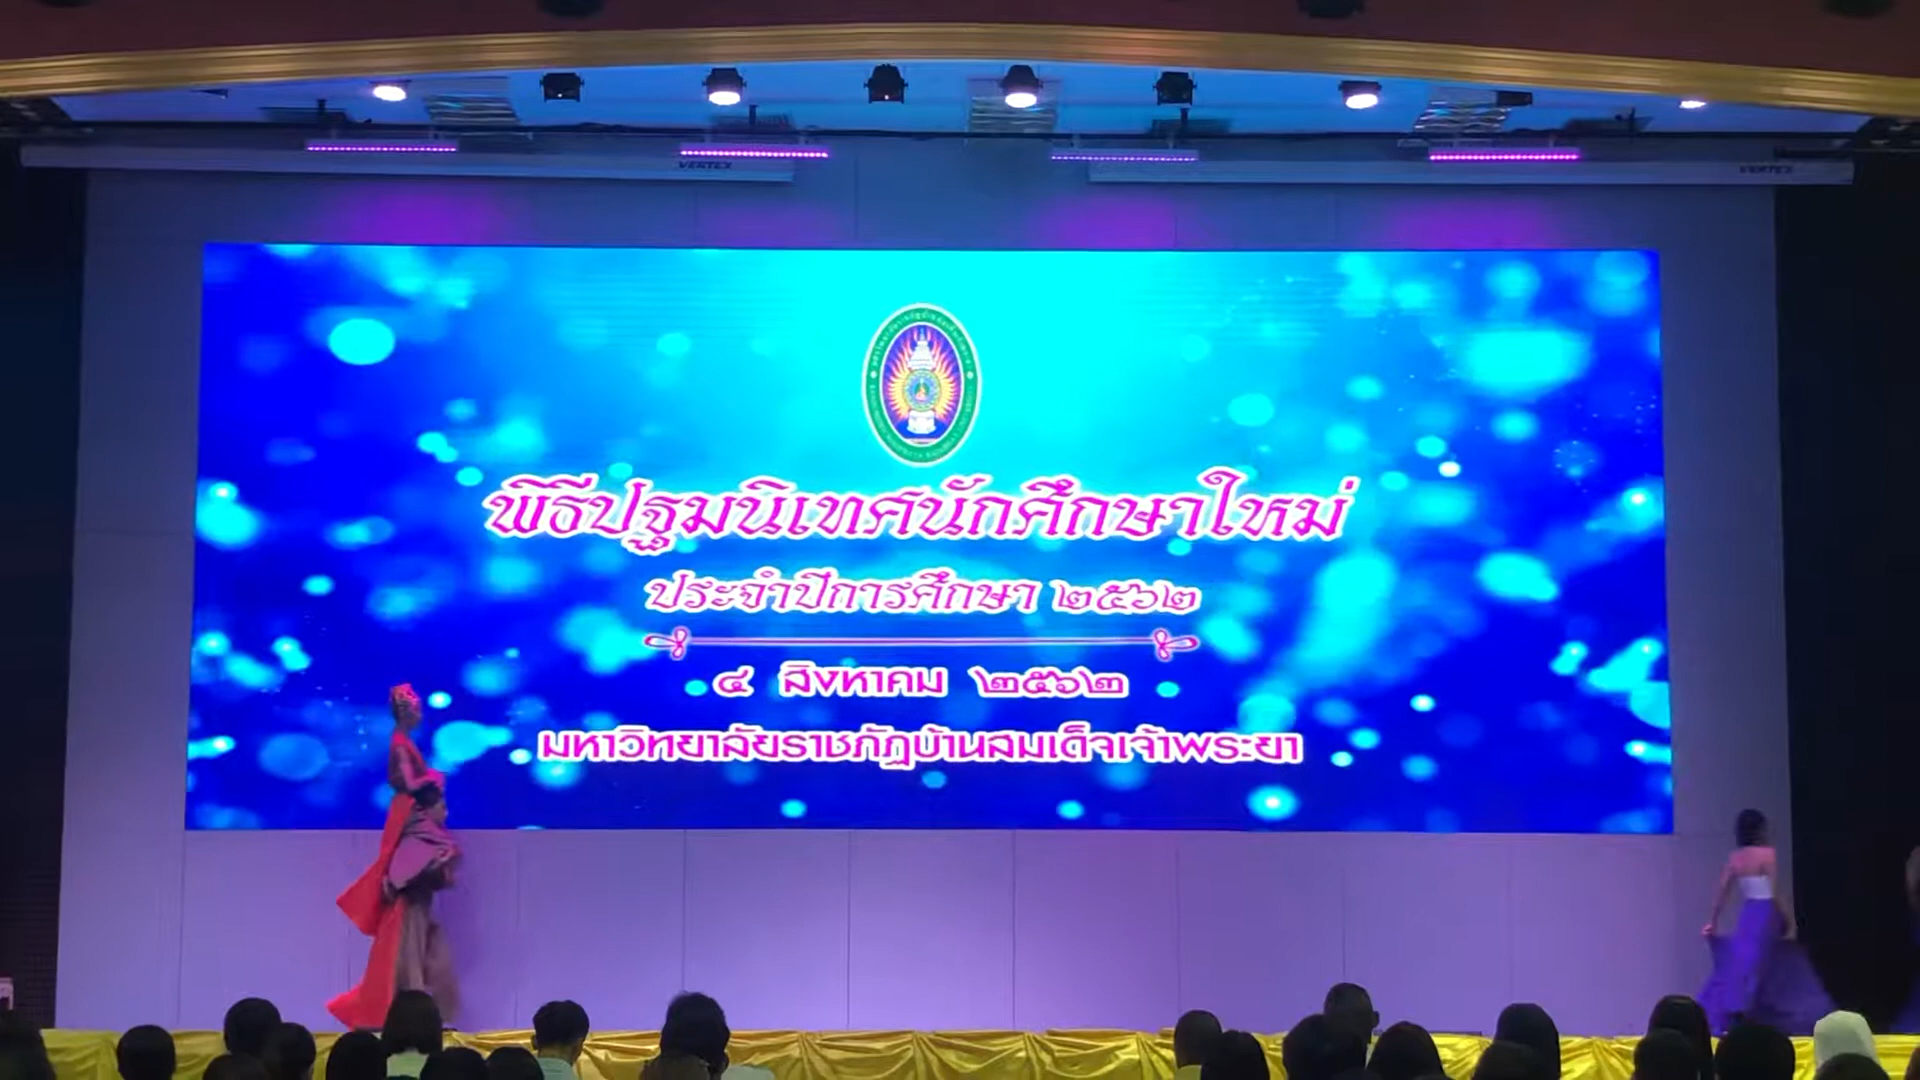 VERTEX VERTEX
พิธีปฐมนิเทศนักศึกษาใหม่
ประจำปีการศึกษา ๒๕๖๒
๔ สิงหาคม ๒๕๖๒
มหาวิทยาลัยราชภัฏบ้านสมเด็จเจ้าพระยา